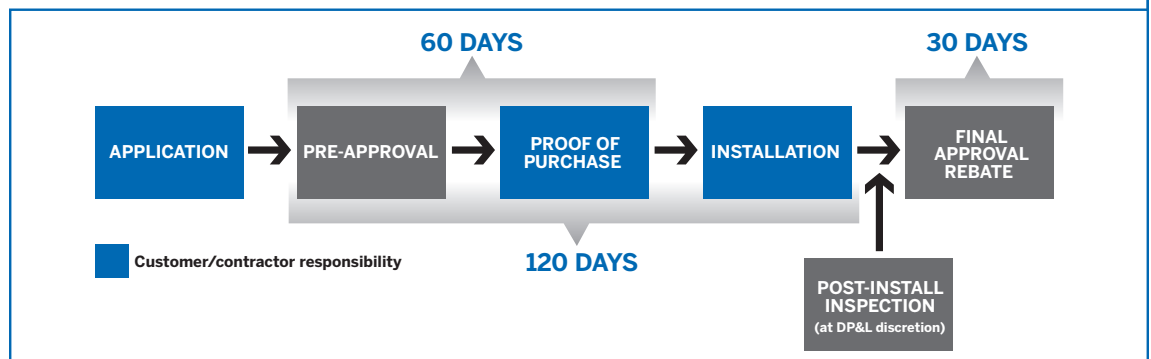 60 DAYS
30 DAYS
APPLICATION
PRE-APPROVAL
PROOF OF
PURCHASE
INSTALLATION
FINAL
APPROVAL
REBATE
120 DAYS
Customer/contractor responsibility
POST-INSTALL
INSPECTION
(at DP&L discretion)